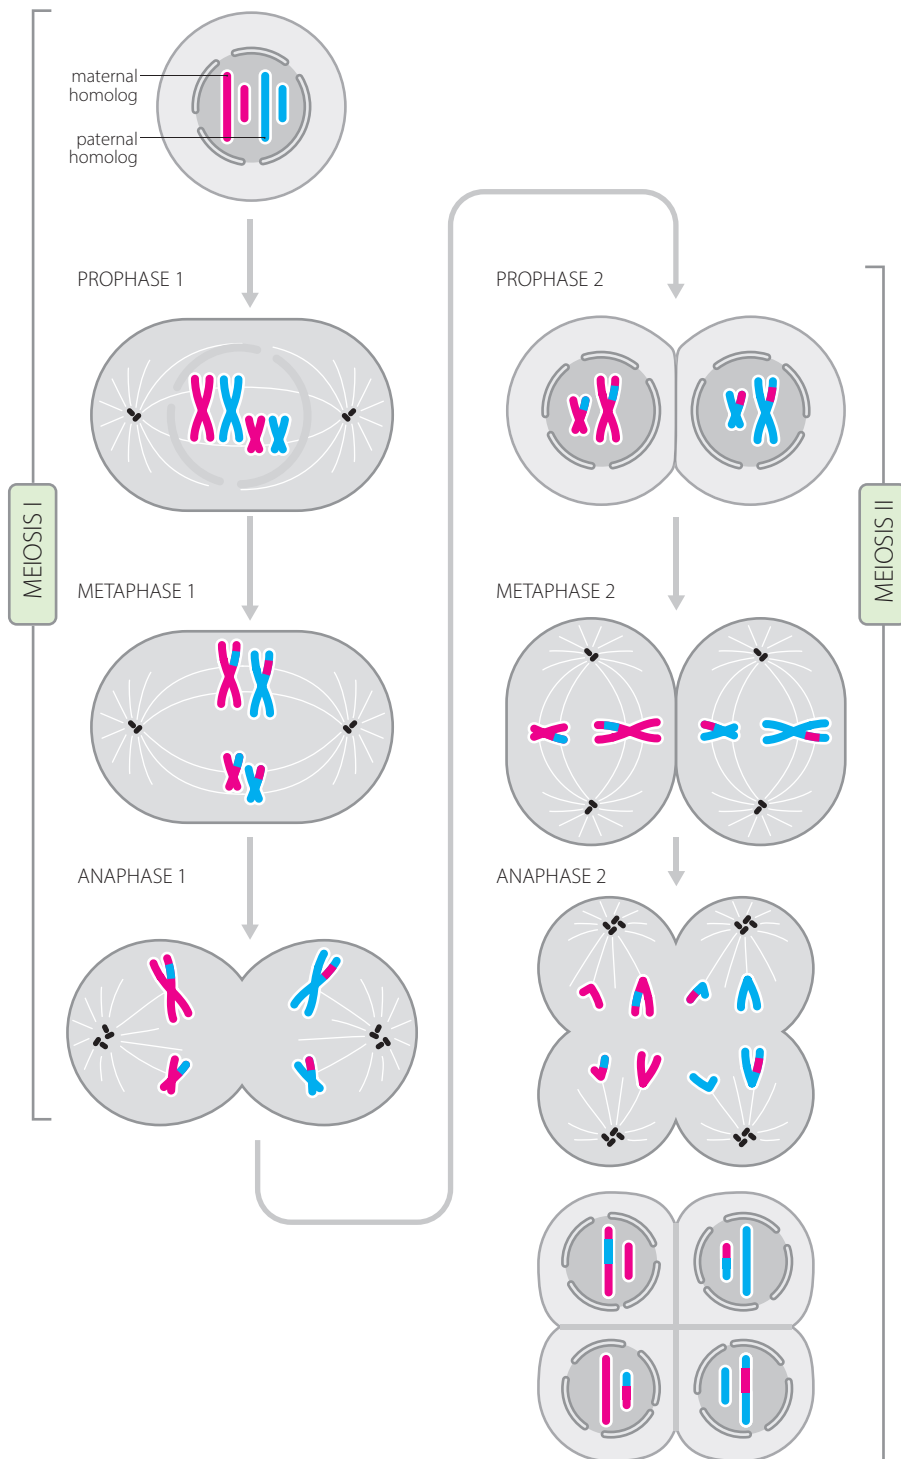 maternal
homolog
paternal
homolog
PROPHASE 1
METAPHASE 1
ANAPHASE 1
MEIOSIS I
PROPHASE 2
METAPHASE 2
ANAPHASE 2
MEIOSIS II